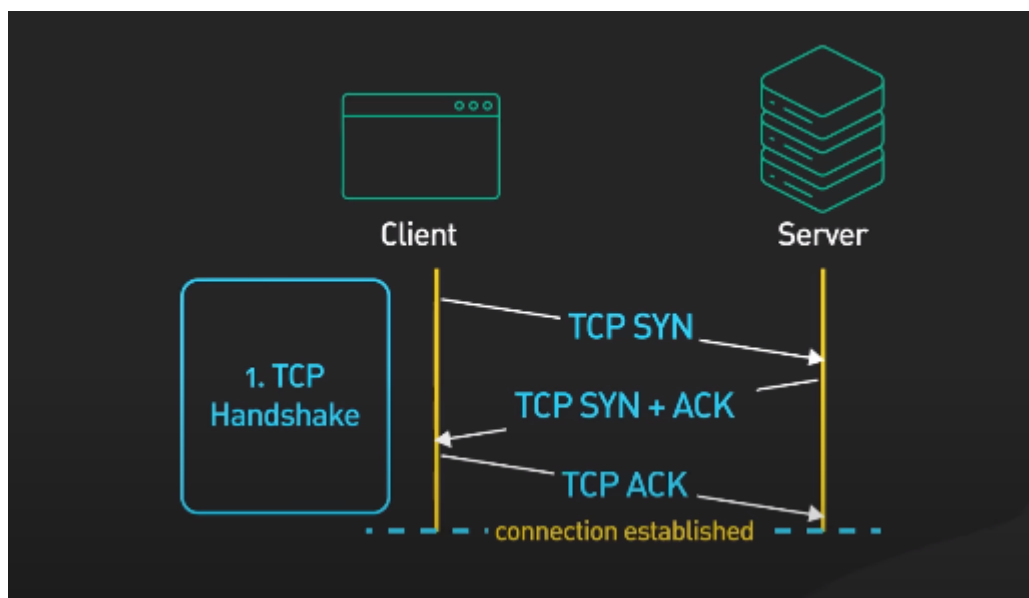 Client
Server
TCP SYN
1. TCP
Handshake
TCP SYN + ACK
TCP ACK
connection established